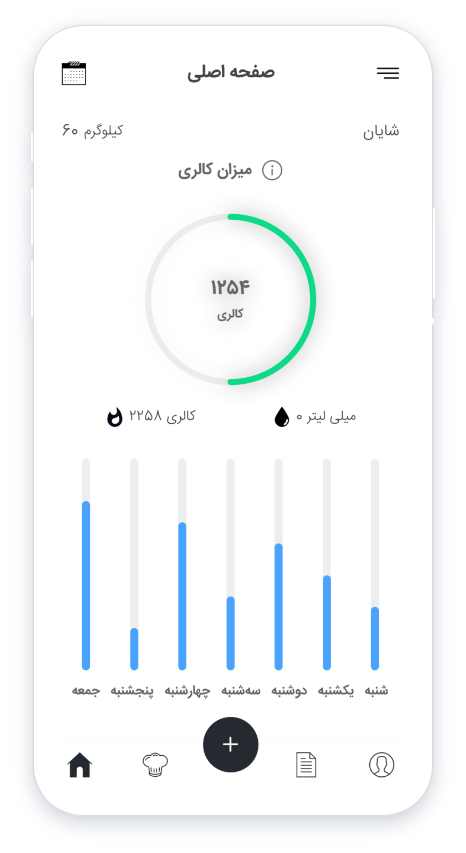 صفحه اصلی
شایان
۶۰ کیلوگرم
میزان کالری
۱۲۵۴
کالری
۰ میلی لیتر
۲۲۵۸ کالری
شنبه یکشنبه دوشنبه سه‌شنبه چهارشنبه پنجشنبه جمعه